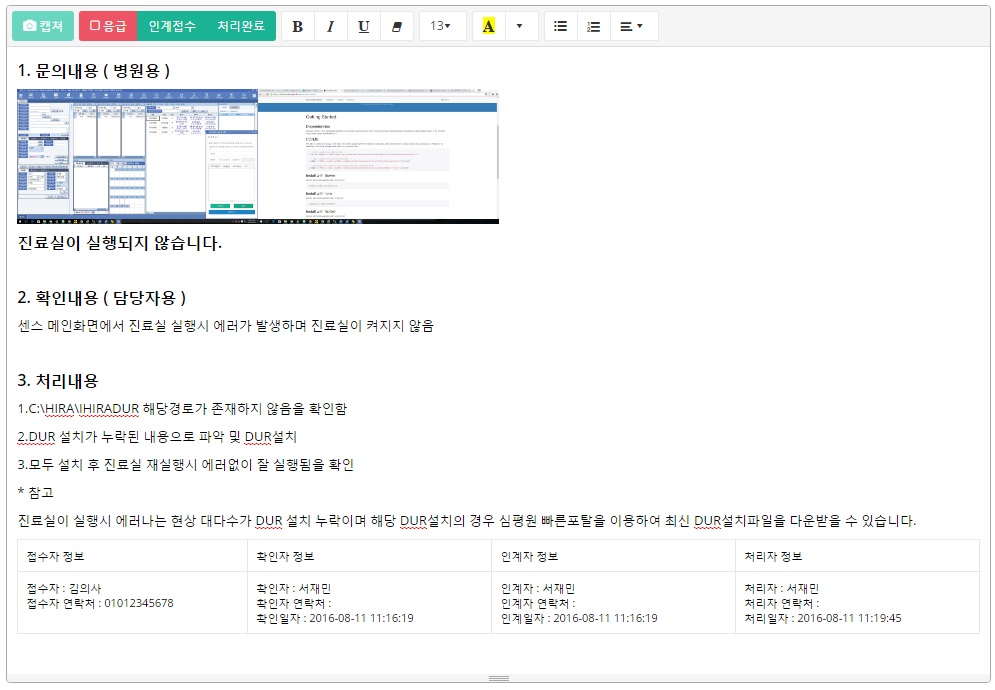 캡쳐 응급 인계접수 처리완료 B I U 13 A
1. 문의내용 ( 병원용 )
Getting Started
진료실이 실행되지 않습니다.
2. 확인내용 ( 담당자용 )
센스 메인화면에서 진료실 실행시 에러가 발생하며 진료실이 켜지지 않음
3. 처리내용
1.C:\HIRA\IHIRADUR 해당경로가 존재하지 않음을 확인함
2.DUR 설치가 누락된 내용으로 파악 및 DUR설치
3.모두 설치 후 진료실 재실행시 에러없이 잘 실행됨을 확인
* 참고
진료실이 실행시 에러나는 현상 대다수가 DUR 설치 누락이며 해당 DUR설치의 경우 심평원 빠른포탈을 이용하여 최신 DUR설치파일을 다운받을 수 있습니다.
접수자 정보 확인자 정보 인계자 정보 처리자 정보
접수자 : 김의사 확인자 : 서재민 인계자 : 서재민 처리자 : 서재민
접수자 연락처 : 01012345678 확인자 연락처 : 인계자 연락처 : 처리자 연락처 :
확인일자 : 2016-08-11 11:16:19 인계일자 : 2016-08-11 11:16:19 처리일자 : 2016-08-11 11:19:45